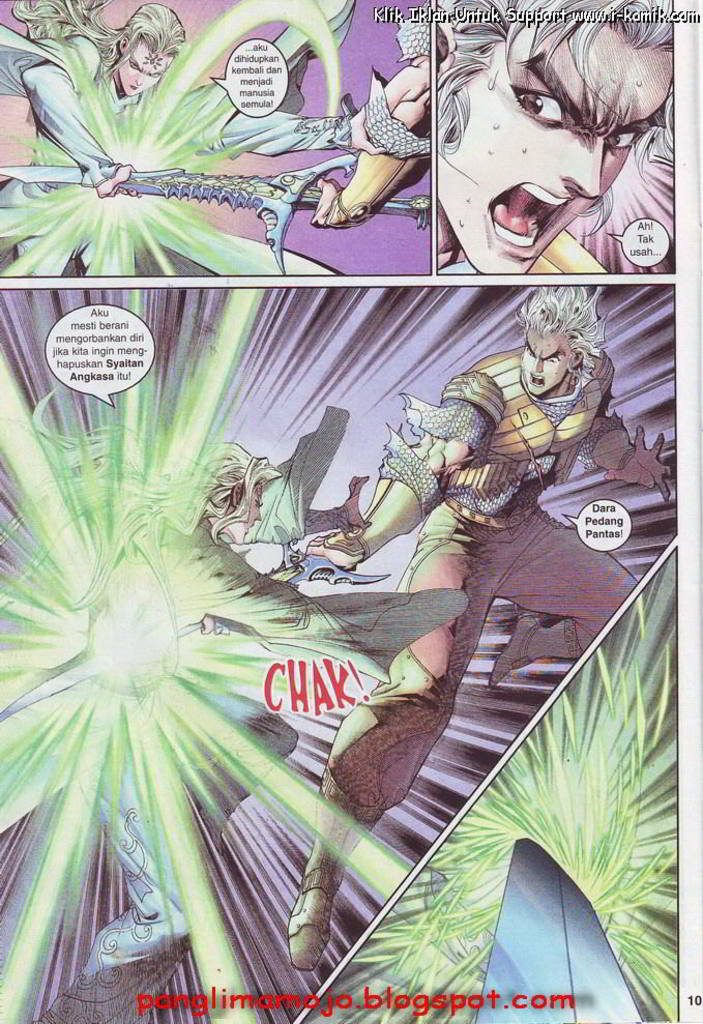 Klik Iklan Untuk Support www.i-komik.com
...aku
dihidupkan
kembali dan
menjadi
manusia
semula!
Ah!
Tak
usah...
Aku
mesti berani
mengorbankan diri
jika kita ingin meng-
hapuskan Syaitan
Angkasa itu!
Dara
Pedang
Pantas!
CHAK!
10
panglimamojo.blogspot.com